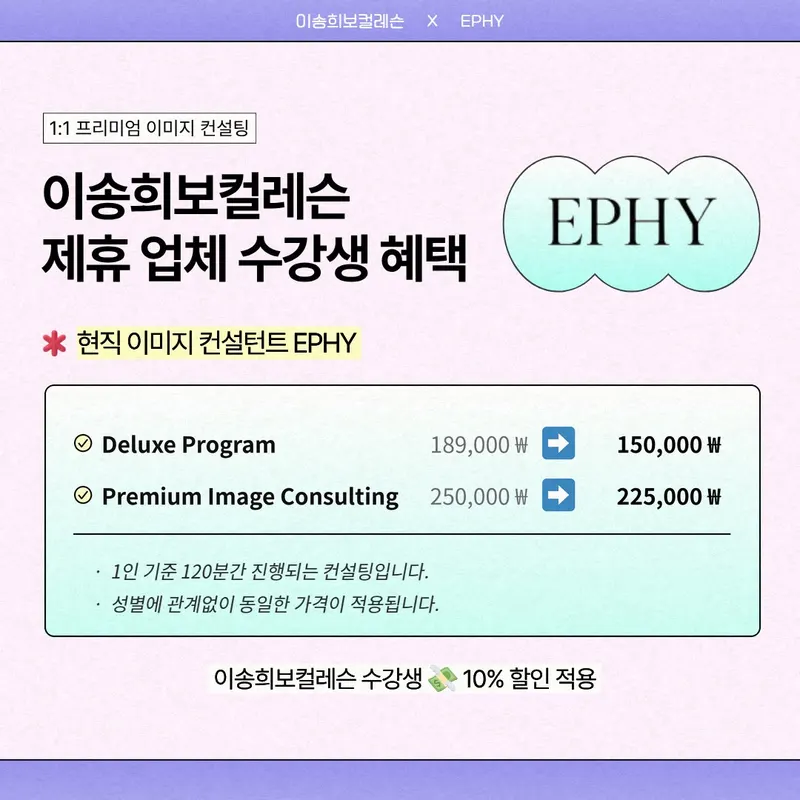 이송희보컬레슨 X EPHY
1:1 프리미엄 이미지 컨설팅
이송희보컬레슨
제휴 업체 수강생 혜택
EPHY
현직 이미지 컨설턴트 EPHY
Deluxe Program 189,000 ₩ ➡ 150,000 ₩
Premium Image Consulting 250,000 ₩ ➡ 225,000 ₩
· 1인 기준 120분간 진행되는 컨설팅입니다.
· 성별에 관계없이 동일한 가격이 적용됩니다.
이송희보컬레슨 수강생 💸 10% 할인 적용